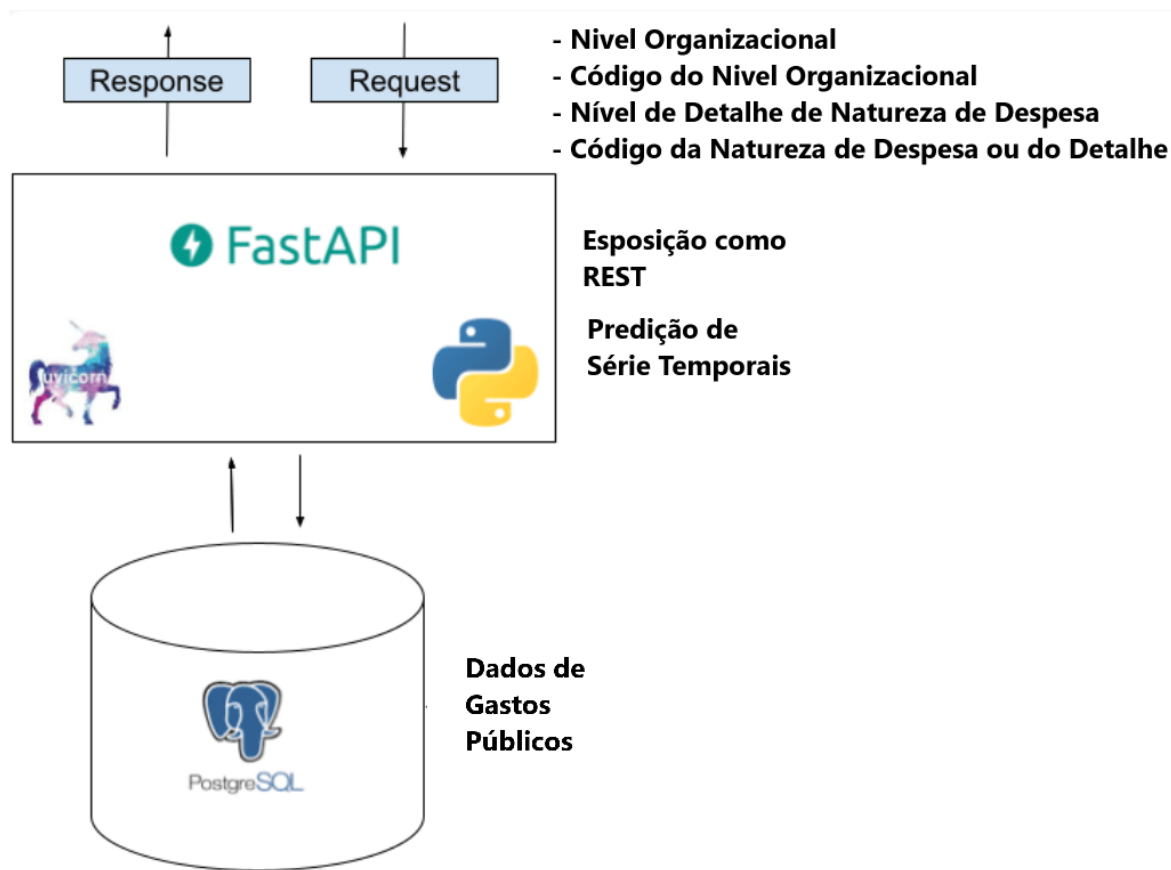 Response
Request
- Nivel Organizacional
- Código do Nivel Organizacional
- Nível de Detalhe de Natureza de Despesa
- Código da Natureza de Despesa ou do Detalhe
FastAPI
Esposição como
REST
Predição de
Série Temporais
uvicorn
Dados de
Gastos
Públicos
PostgreSQL